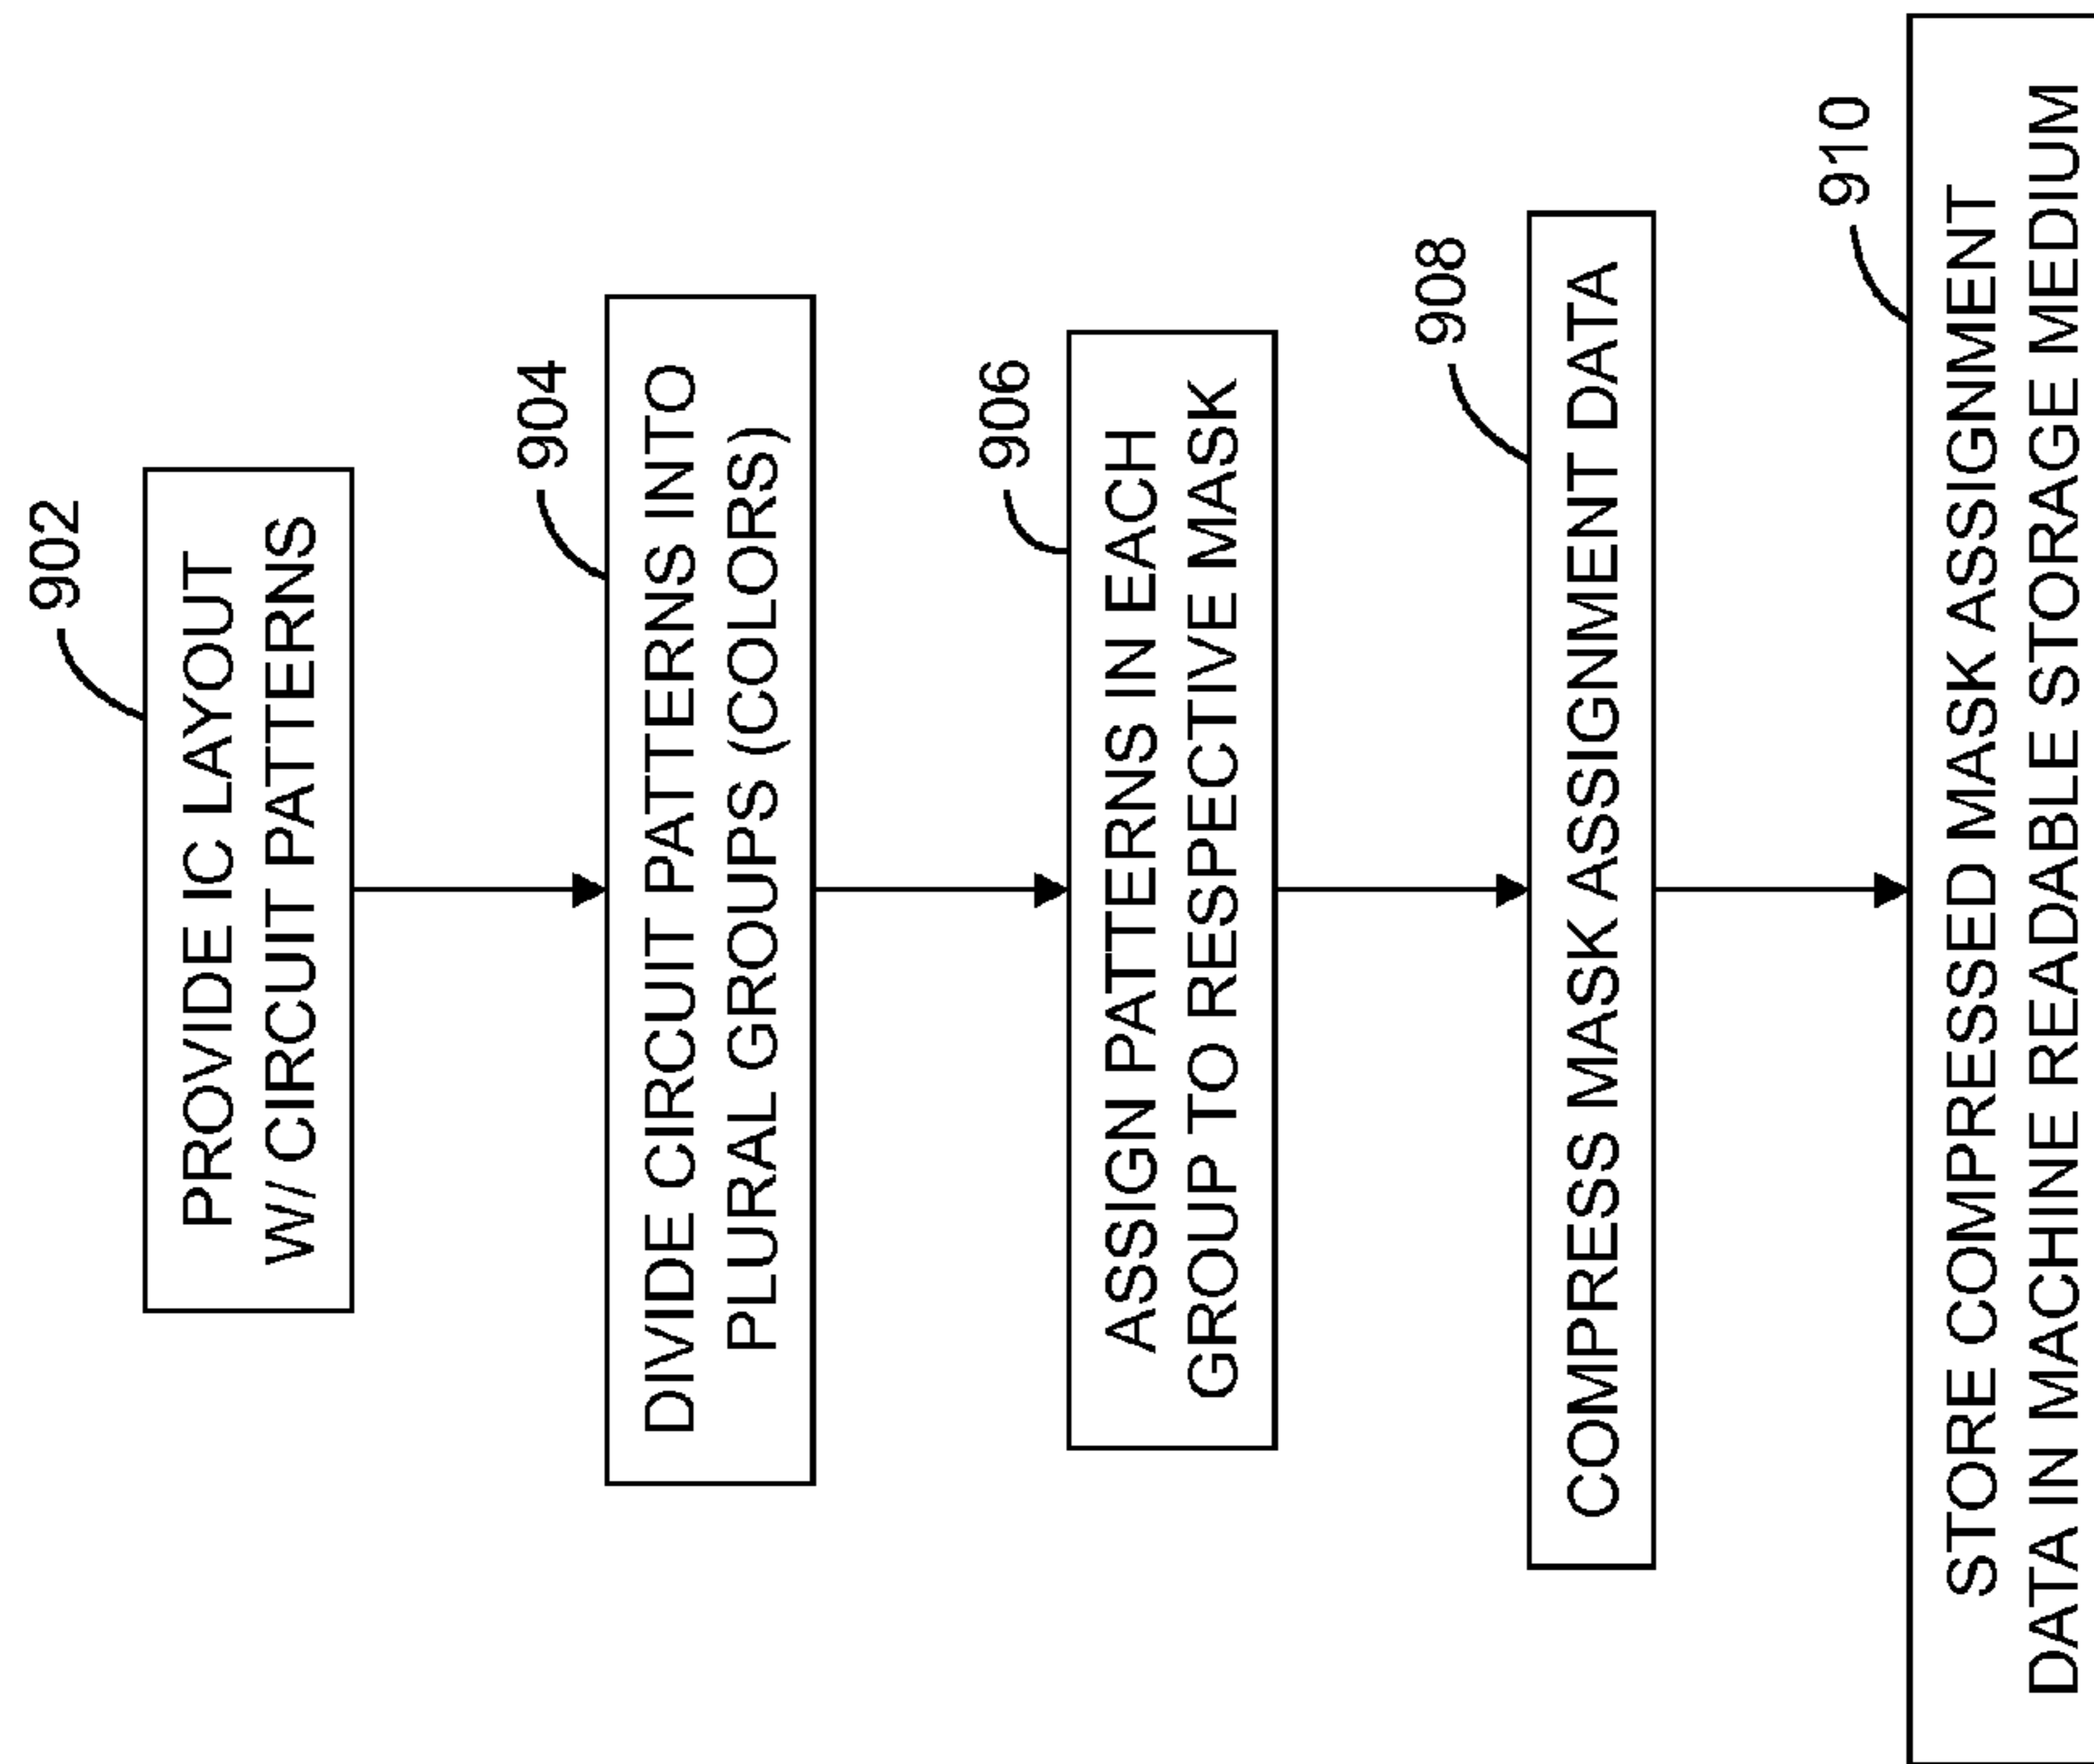 902
PROVIDE IC LAYOUT
W/ CIRCUIT PATTERNS
904
DIVIDE CIRCUIT PATTERNS INTO
PLURAL GROUPS (COLORS)
906
ASSIGN PATTERNS IN EACH
GROUP TO RESPECTIVE MASK
908
COMPRESS MASK ASSIGNMENT DATA
910
STORE COMPRESSED MASK ASSIGNMENT
DATA IN MACHINE READABLE STORAGE MEDIUM